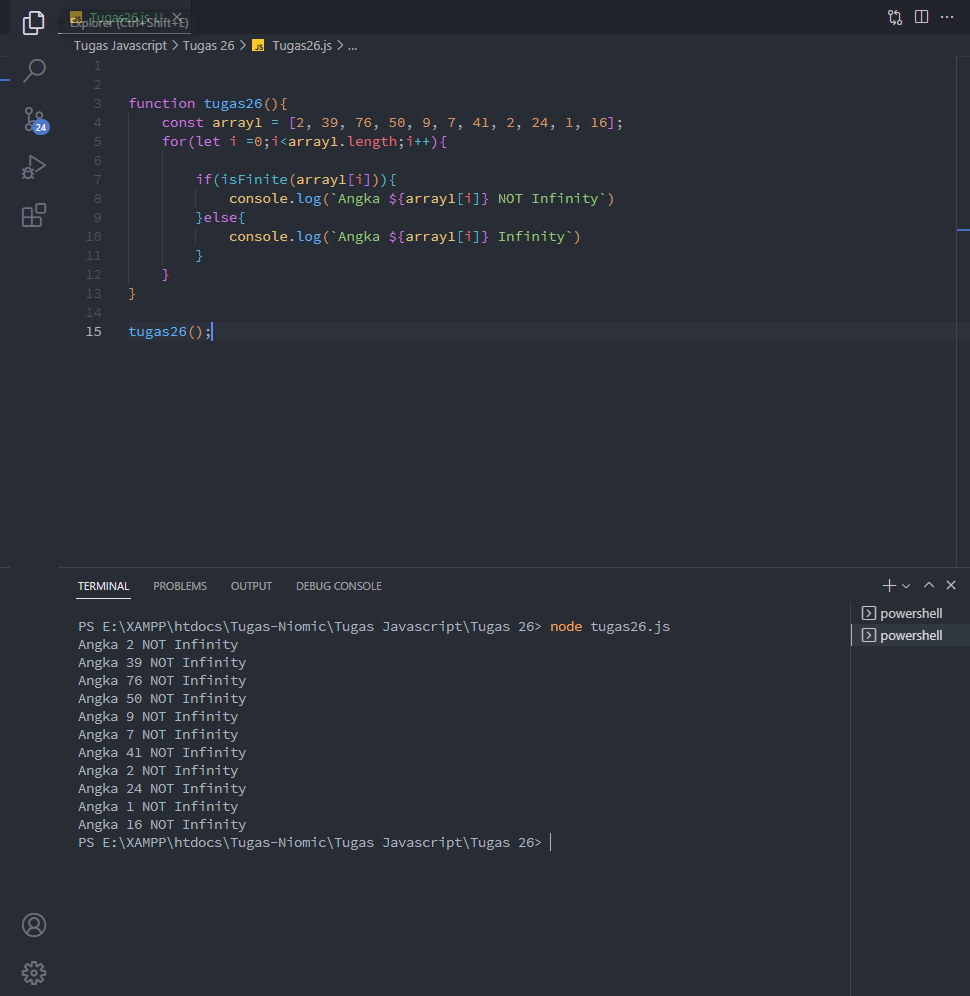 Tugas26.js U
Explorer (Ctrl+Shift+E)
Tugas Javascript > Tugas 26 > JS Tugas26.js > ...
24
1
2
3 function tugas26(){
4 const array1 = [2, 39, 76, 50, 9, 7, 41, 2, 24, 1, 16];
5 for(let i =0;i<array1.length;i++){
6
7 if(isFinite(array1[i])){
8 console.log(`Angka ${array1[i]} NOT Infinity`)
9 }else{
10 console.log(`Angka ${array1[i]} Infinity`)
11 }
12 }
13 }
14
15 tugas26();
TERMINAL PROBLEMS OUTPUT DEBUG CONSOLE
powershell
powershell
PS E:\XAMPP\htdocs\Tugas-Niomic\Tugas Javascript\Tugas 26> node tugas26.js
Angka 2 NOT Infinity
Angka 39 NOT Infinity
Angka 76 NOT Infinity
Angka 50 NOT Infinity
Angka 9 NOT Infinity
Angka 7 NOT Infinity
Angka 41 NOT Infinity
Angka 2 NOT Infinity
Angka 24 NOT Infinity
Angka 1 NOT Infinity
Angka 16 NOT Infinity
PS E:\XAMPP\htdocs\Tugas-Niomic\Tugas Javascript\Tugas 26>